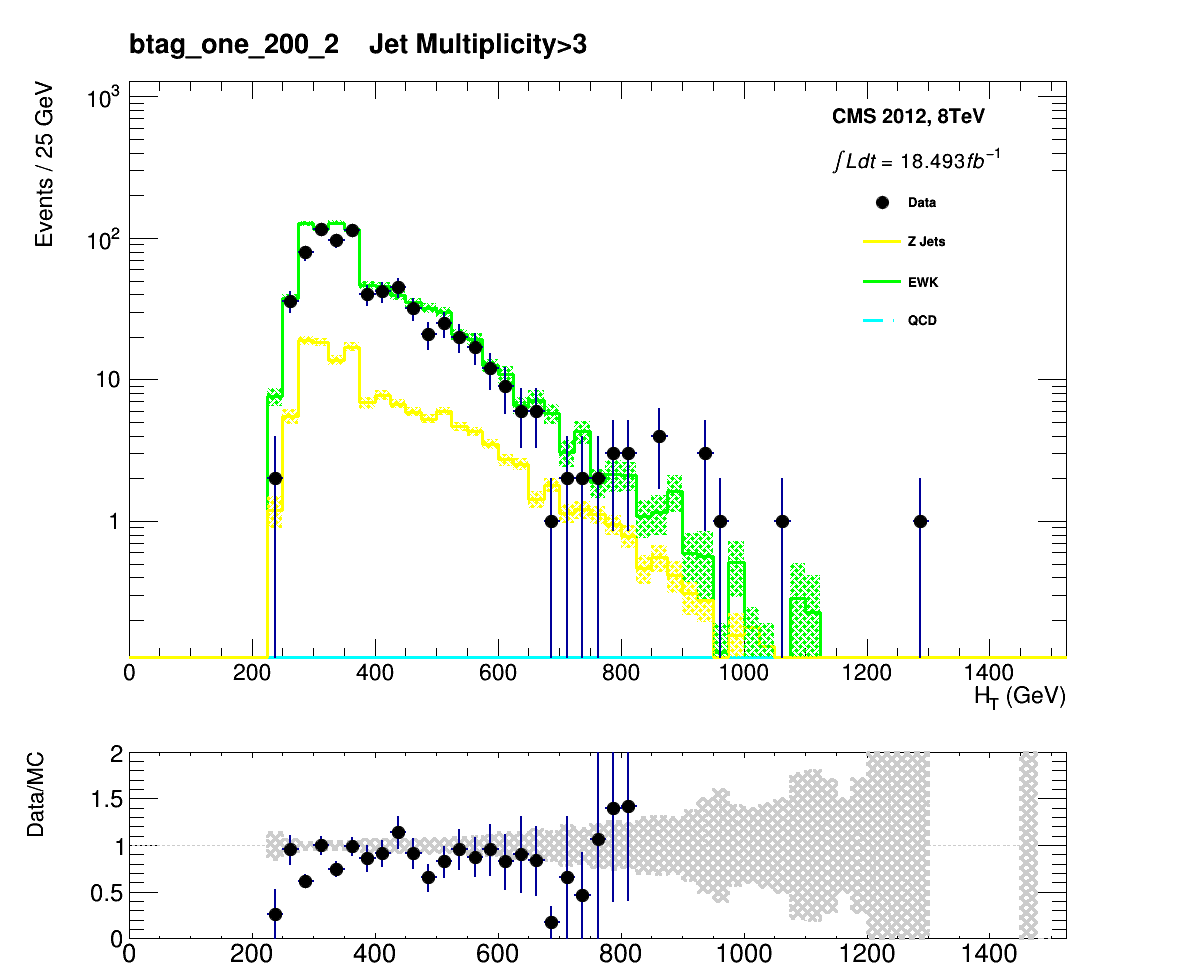 btag_one_200_2 Jet Multiplicity>3
Events / 25 GeV
10³
10²
10
1
CMS 2012, 8TeV
∫Ldt = 18.493fb⁻¹
Data
Z Jets
EWK
QCD
0 200 400 600 800 1000 1200 1400
H_T (GeV)
Data/MC
2
1.5
1
0.5
0
0 200 400 600 800 1000 1200 1400